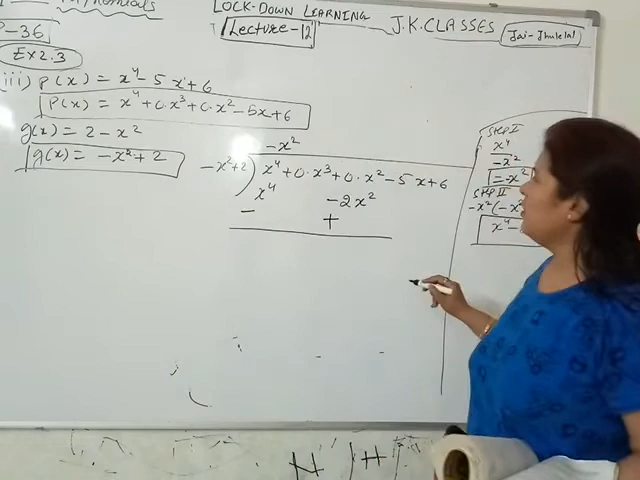 Polynomials
P-36
EX 2.3
LOCK-DOWN LEARNING
Lecture-12
J.K. CLASSES
Jai-Jhulelal
(iii) p(x) = x⁴ - 5x + 6
p(x) = x⁴ + 0·x³ + 0·x² - 5x + 6
g(x) = 2 - x²
g(x) = -x² + 2
-x²
-x²+2) x⁴ + 0·x³ + 0·x² - 5x + 6
x⁴ - 2x²
- +
Step I
x⁴
-x²
= -x²
Step II
-x²(-x²
x⁴ -